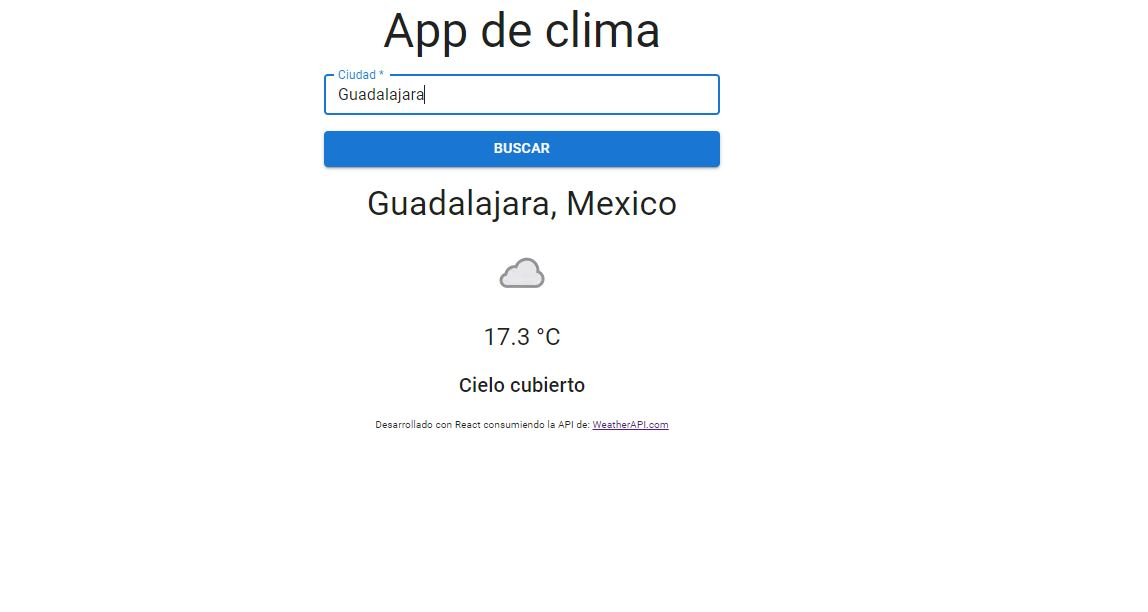 App de clima
Ciudad *
Guadalajara
BUSCAR
Guadalajara, Mexico
17.3 °C
Cielo cubierto
Desarrollado con React consumiendo la API de: WeatherAPI.com